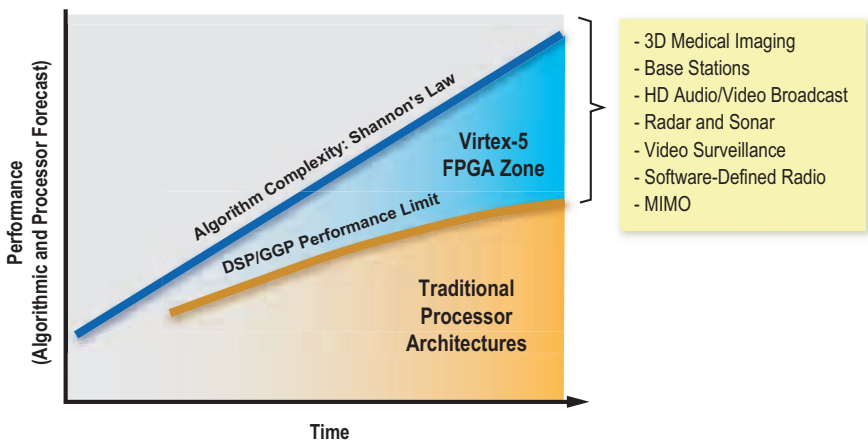 Performance
(Algorithmic and Processor Forecast)
Algorithm Complexity: Shannon's Law
Virtex-5
FPGA Zone
DSP/GGP Performance Limit
Traditional
Processor
Architectures
Time
- 3D Medical Imaging
- Base Stations
- HD Audio/Video Broadcast
- Radar and Sonar
- Video Surveillance
- Software-Defined Radio
- MIMO